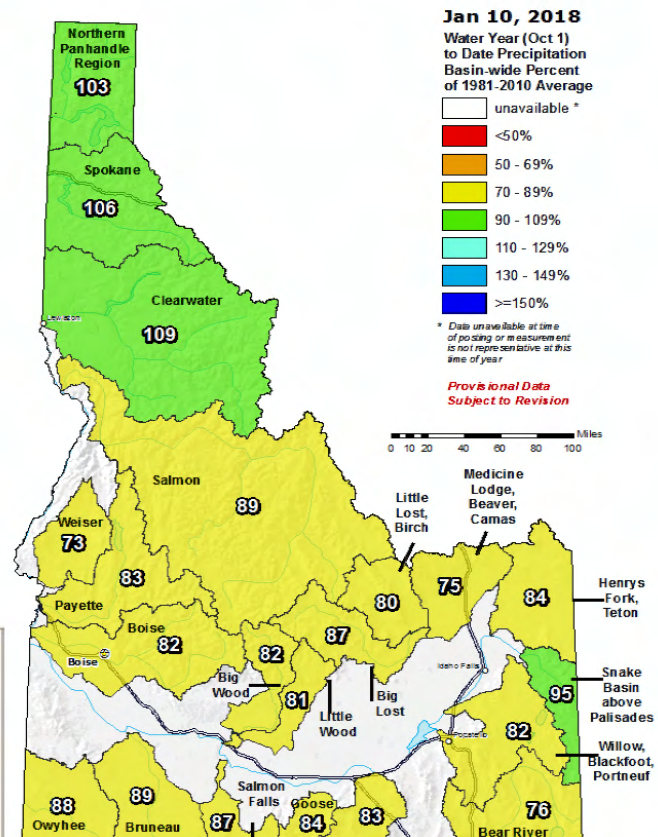 Jan 10, 2018
Water Year (Oct 1)
to Date Precipitation
Basin-wide Percent
of 1981-2010 Average
unavailable *
<50%
50 - 69%
70 - 89%
90 - 109%
110 - 129%
130 - 149%
>=150%
* Data unavailable at time
of posting or measurement
is not representative at this
time of year
Provisional Data
Subject to Revision
Miles
0 10 20 40 60 80 100
Northern
Panhandle
Region
103
Spokane
106
Clearwater
109
Lewiston
Salmon
89
Little
Lost,
Birch
Medicine
Lodge,
Beaver,
Camas
Weiser
73
83
Payette
80
75
84
Henrys
Fork,
Teton
Boise
82
Boise
82
87
Idaho Falls
Big
Wood
81
Little
Wood
Big
Lost
95
Snake
Basin
above
Palisades
Pocatello
82
Willow,
Blackfoot,
Portneuf
88
Owyhee
89
Bruneau
Salmon
Falls
87
Goose
84
83
76
Bear River